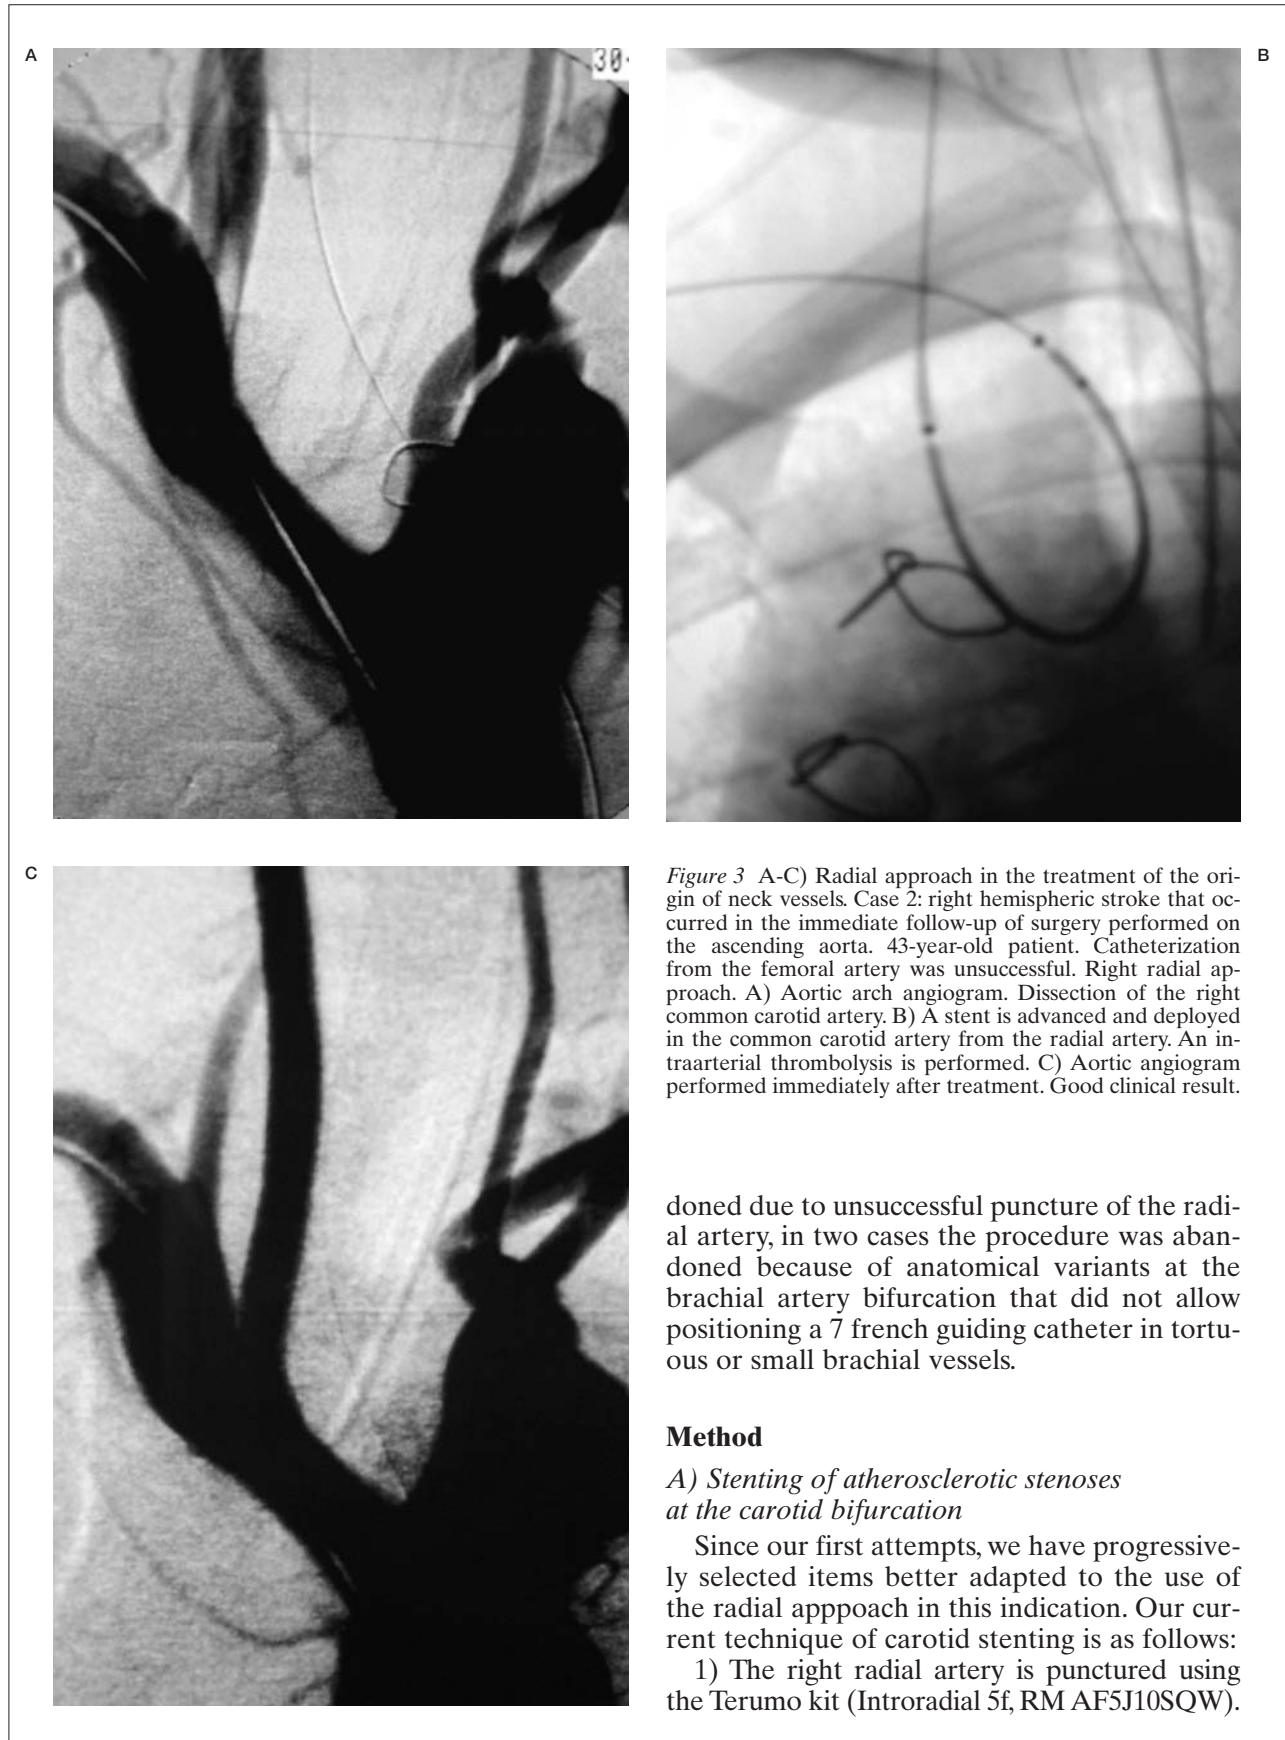 A
30
B
C
Figure 3 A-C) Radial approach in the treatment of the ori-
gin of neck vessels. Case 2: right hemispheric stroke that oc-
curred in the immediate follow-up of surgery performed on
the ascending aorta. 43-year-old patient. Catheterization
from the femoral artery was unsuccessful. Right radial ap-
proach. A) Aortic arch angiogram. Dissection of the right
common carotid artery. B) A stent is advanced and deployed
in the common carotid artery from the radial artery. An in-
traarterial thrombolysis is performed. C) Aortic angiogram
performed immediately after treatment. Good clinical result.
doned due to unsuccessful puncture of the radi-
al artery, in two cases the procedure was aban-
doned because of anatomical variants at the
brachial artery bifurcation that did not allow
positioning a 7 french guiding catheter in tortu-
ous or small brachial vessels.
Method
A) Stenting of atherosclerotic stenoses
at the carotid bifurcation
Since our first attempts, we have progressive-
ly selected items better adapted to the use of
the radial apppoach in this indication. Our cur-
rent technique of carotid stenting is as follows:
1) The right radial artery is punctured using
the Terumo kit (Introradial 5f, RM AF5J10SQW).